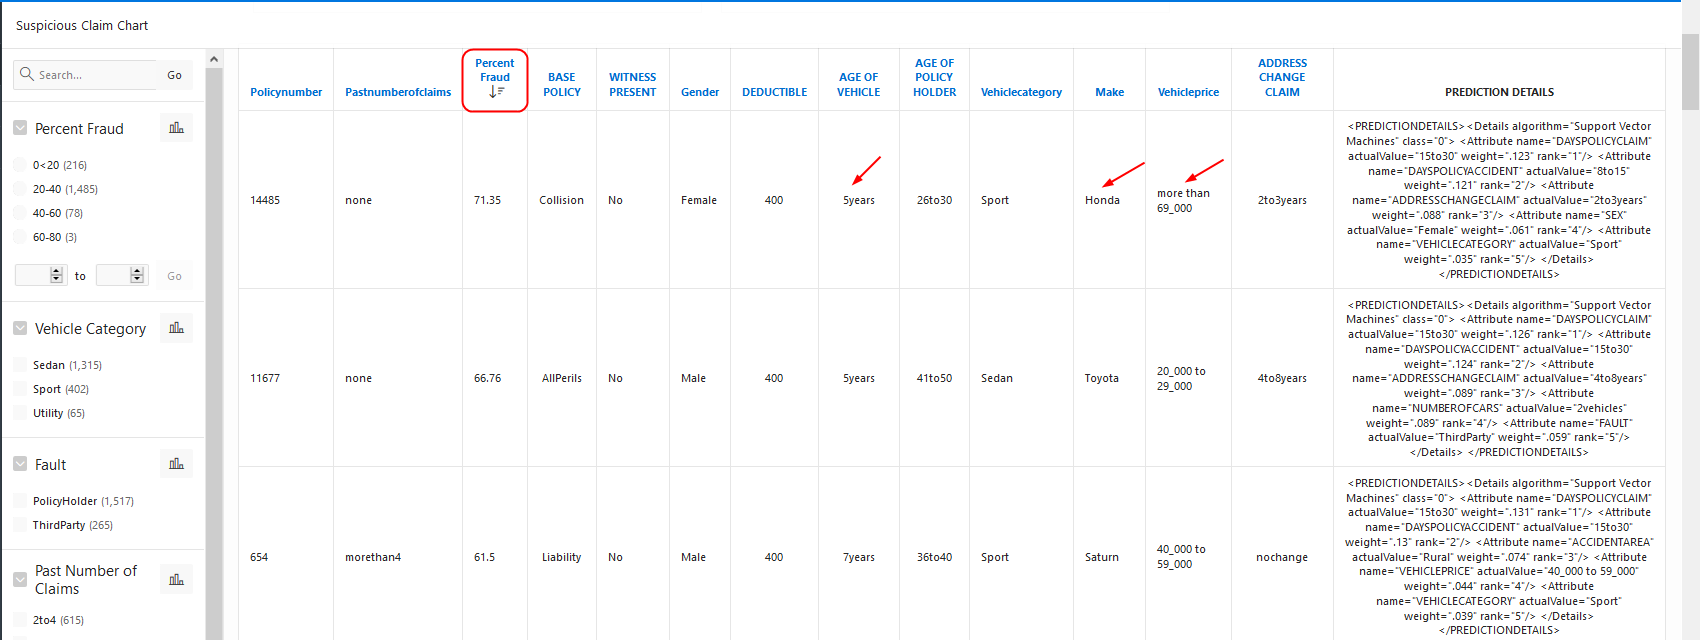 Suspicious Claim Chart
Search...
Go
Percent Fraud
0<20 (216)
20-40 (1,485)
40-60 (78)
60-80 (3)
to
Go
Vehicle Category
Sedan (1,315)
Sport (402)
Utility (65)
Fault
PolicyHolder (1,517)
ThirdParty (265)
Past Number of
Claims
2to4 (615)
Policynumber
Pastnumberofclaims
Percent
Fraud
BASE
POLICY
WITNESS
PRESENT
Gender
DEDUCTIBLE
AGE OF
VEHICLE
AGE OF
POLICY
HOLDER
Vehiclecategory
Make
Vehicleprice
ADDRESS
CHANGE
CLAIM
PREDICTION DETAILS
14485
none
71.35
Collision
No
Female
400
5years
26to30
Sport
Honda
more than
69_000
2to3years
<PREDICTIONDETAILS> <Details algorithm="Support Vector
Machines" class="0"> <Attribute name="DAYSPOLICYCLAIM"
actualValue="15to30" weight=".123" rank="1"/> <Attribute
name="DAYSPOLICYACCIDENT" actualValue="8to15"
weight=".121" rank="2"/> <Attribute
name="ADDRESSCHANGECLAIM" actualValue="2to3years"
weight=".088" rank="3"/> <Attribute name="SEX"
actualValue="Female" weight=".061" rank="4"/> <Attribute
name="VEHICLECATEGORY" actualValue="Sport"
weight=".035" rank="5"/> </Details>
</PREDICTIONDETAILS>
11677
none
66.76
AllPerils
No
Male
400
5years
41to50
Sedan
Toyota
20_000 to
29_000
4to8years
<PREDICTIONDETAILS> <Details algorithm="Support Vector
Machines" class="0"> <Attribute name="DAYSPOLICYCLAIM"
actualValue="15to30" weight=".126" rank="1"/> <Attribute
name="DAYSPOLICYACCIDENT" actualValue="15to30"
weight=".124" rank="2"/> <Attribute
name="ADDRESSCHANGECLAIM" actualValue="4to8years"
weight=".089" rank="3"/> <Attribute
name="NUMBEROFCARS" actualValue="2vehicles"
weight=".089" rank="4"/> <Attribute name="FAULT"
actualValue="ThirdParty" weight=".059" rank="5"/>
</Details> </PREDICTIONDETAILS>
654
morethan4
61.5
Liability
No
Male
400
7years
36to40
Sport
Saturn
40_000 to
59_000
nochange
<PREDICTIONDETAILS> <Details algorithm="Support Vector
Machines" class="0"> <Attribute name="DAYSPOLICYCLAIM"
actualValue="15to30" weight=".131" rank="1"/> <Attribute
name="DAYSPOLICYACCIDENT" actualValue="15to30"
weight=".13" rank="2"/> <Attribute name="ACCIDENTAREA"
actualValue="Rural" weight=".074" rank="3"/> <Attribute
name="VEHICLEPRICE" actualValue="40_000 to 59_000"
weight=".044" rank="4"/> <Attribute
name="VEHICLECATEGORY" actualValue="Sport"
weight=".039" rank="5"/> </Details>
</PREDICTIONDETAILS>